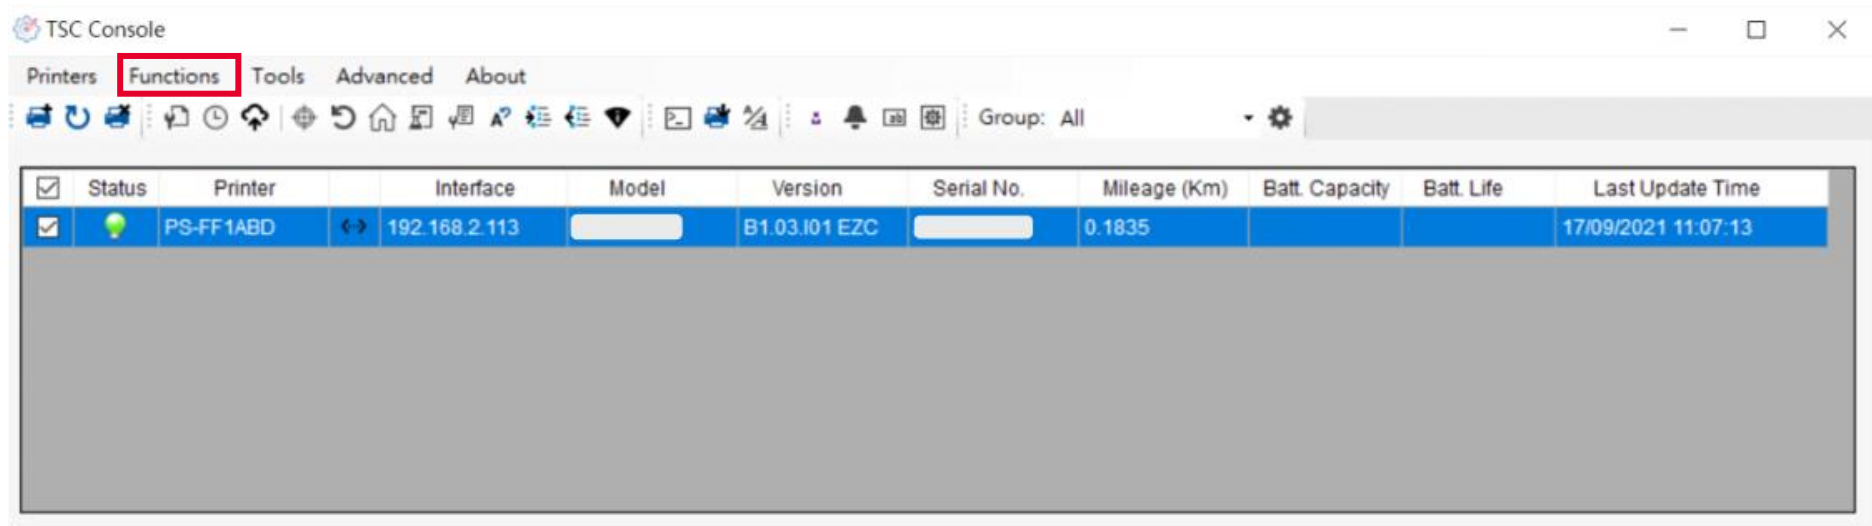 TSC Console
Printers Functions Tools Advanced About
Group: All
Status Printer Interface Model Version Serial No. Mileage (Km) Batt. Capacity Batt. Life Last Update Time
PS-FF1ABD 192.168.2.113 B1.03.I01 EZC 0.1835 17/09/2021 11:07:13